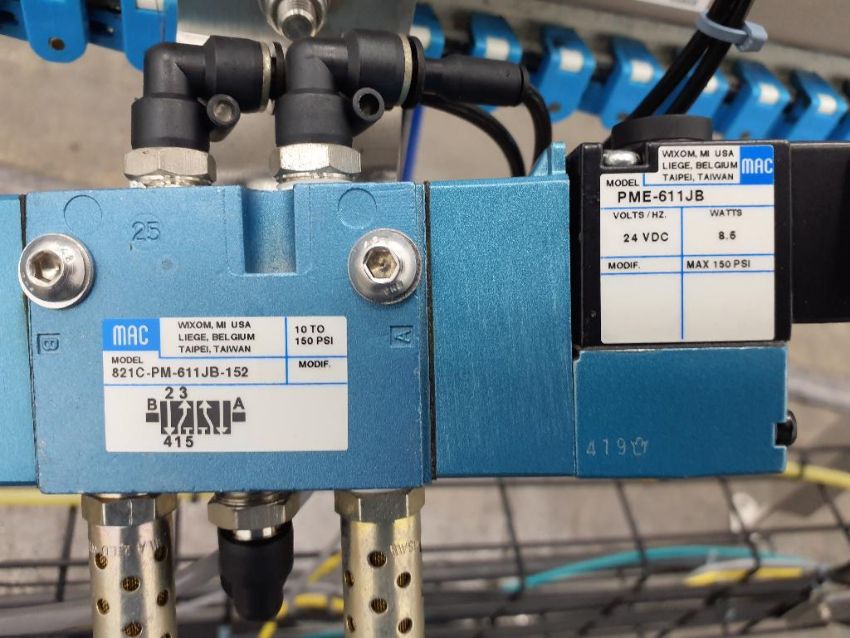 WIXOM, MI USA
LIEGE, BELGIUM
TAIPEI, TAIWAN
MAC
MODEL
PME-611JB
VOLTS/HZ.
WATTS
24 VDC
8.5
MODIF.
MAX 150 PSI
25
B
A
MAC
WIXOM, MI USA
LIEGE, BELGIUM
TAIPEI, TAIWAN
10 TO
150 PSI
MODEL
821C-PM-611JB-152
MODIF.
2 3
B
A
4 1 5
419